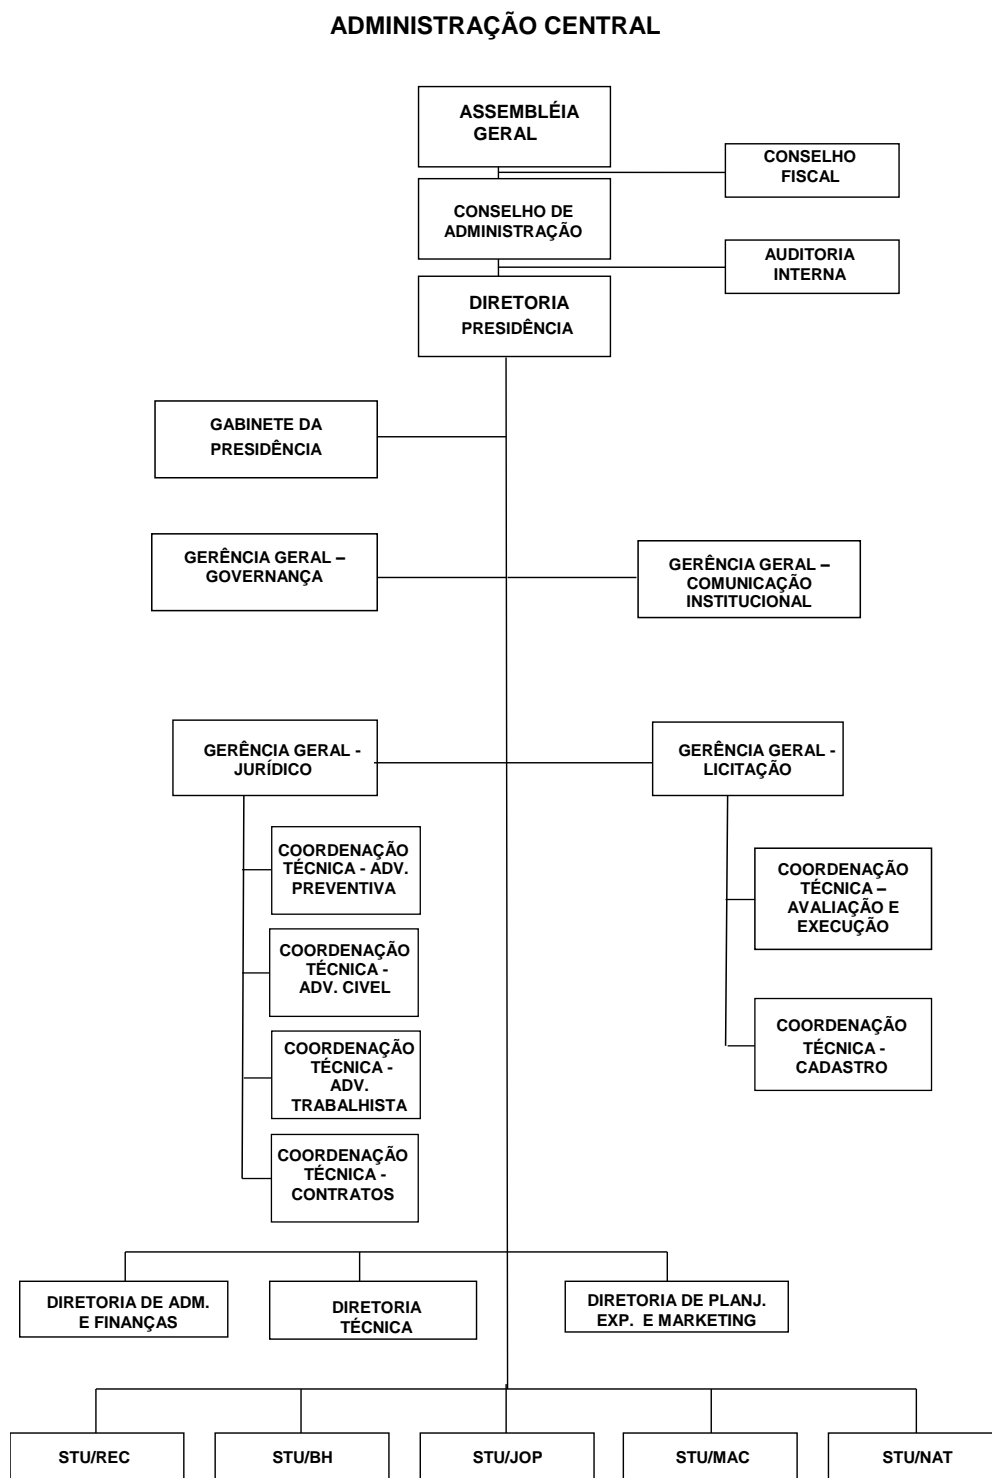 ADMINISTRAÇÃO CENTRAL
ASSEMBLÉIA
GERAL
CONSELHO
FISCAL
CONSELHO DE
ADMINISTRAÇÃO
AUDITORIA
INTERNA
DIRETORIA
PRESIDÊNCIA
GABINETE DA
PRESIDÊNCIA
GERÊNCIA GERAL –
GOVERNANÇA
GERÊNCIA GERAL –
COMUNICAÇÃO
INSTITUCIONAL
GERÊNCIA GERAL -
JURÍDICO
GERÊNCIA GERAL -
LICITAÇÃO
COORDENAÇÃO
TÉCNICA - ADV.
PREVENTIVA
COORDENAÇÃO
TÉCNICA -
ADV. CIVEL
COORDENAÇÃO
TÉCNICA -
ADV.
TRABALHISTA
COORDENAÇÃO
TÉCNICA -
CONTRATOS
COORDENAÇÃO
TÉCNICA –
AVALIAÇÃO E
EXECUÇÃO
COORDENAÇÃO
TÉCNICA -
CADASTRO
DIRETORIA DE ADM.
E FINANÇAS
DIRETORIA
TÉCNICA
DIRETORIA DE PLANJ.
EXP. E MARKETING
STU/REC
STU/BH
STU/JOP
STU/MAC
STU/NAT